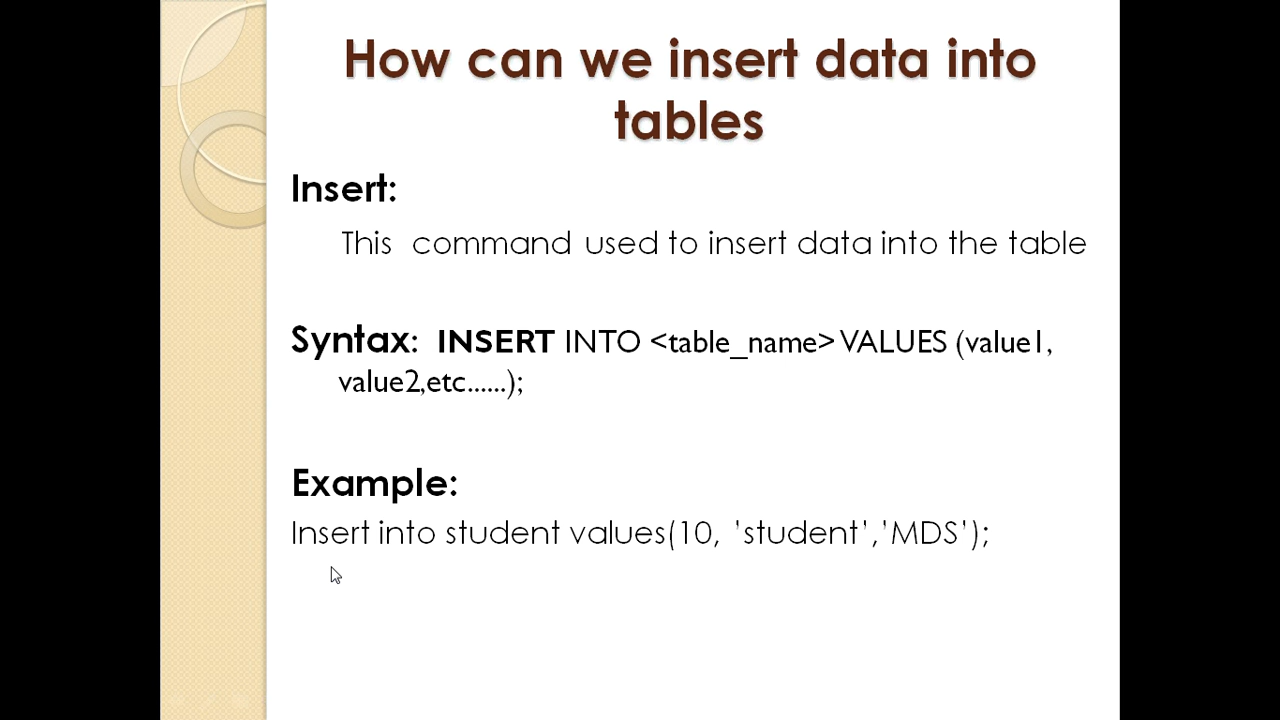 How can we insert data into
tables
Insert:
This command used to insert data into the table
Syntax: INSERT INTO <table_name> VALUES (value1,
value2,etc......);
Example:
Insert into student values(10, 'student','MDS');